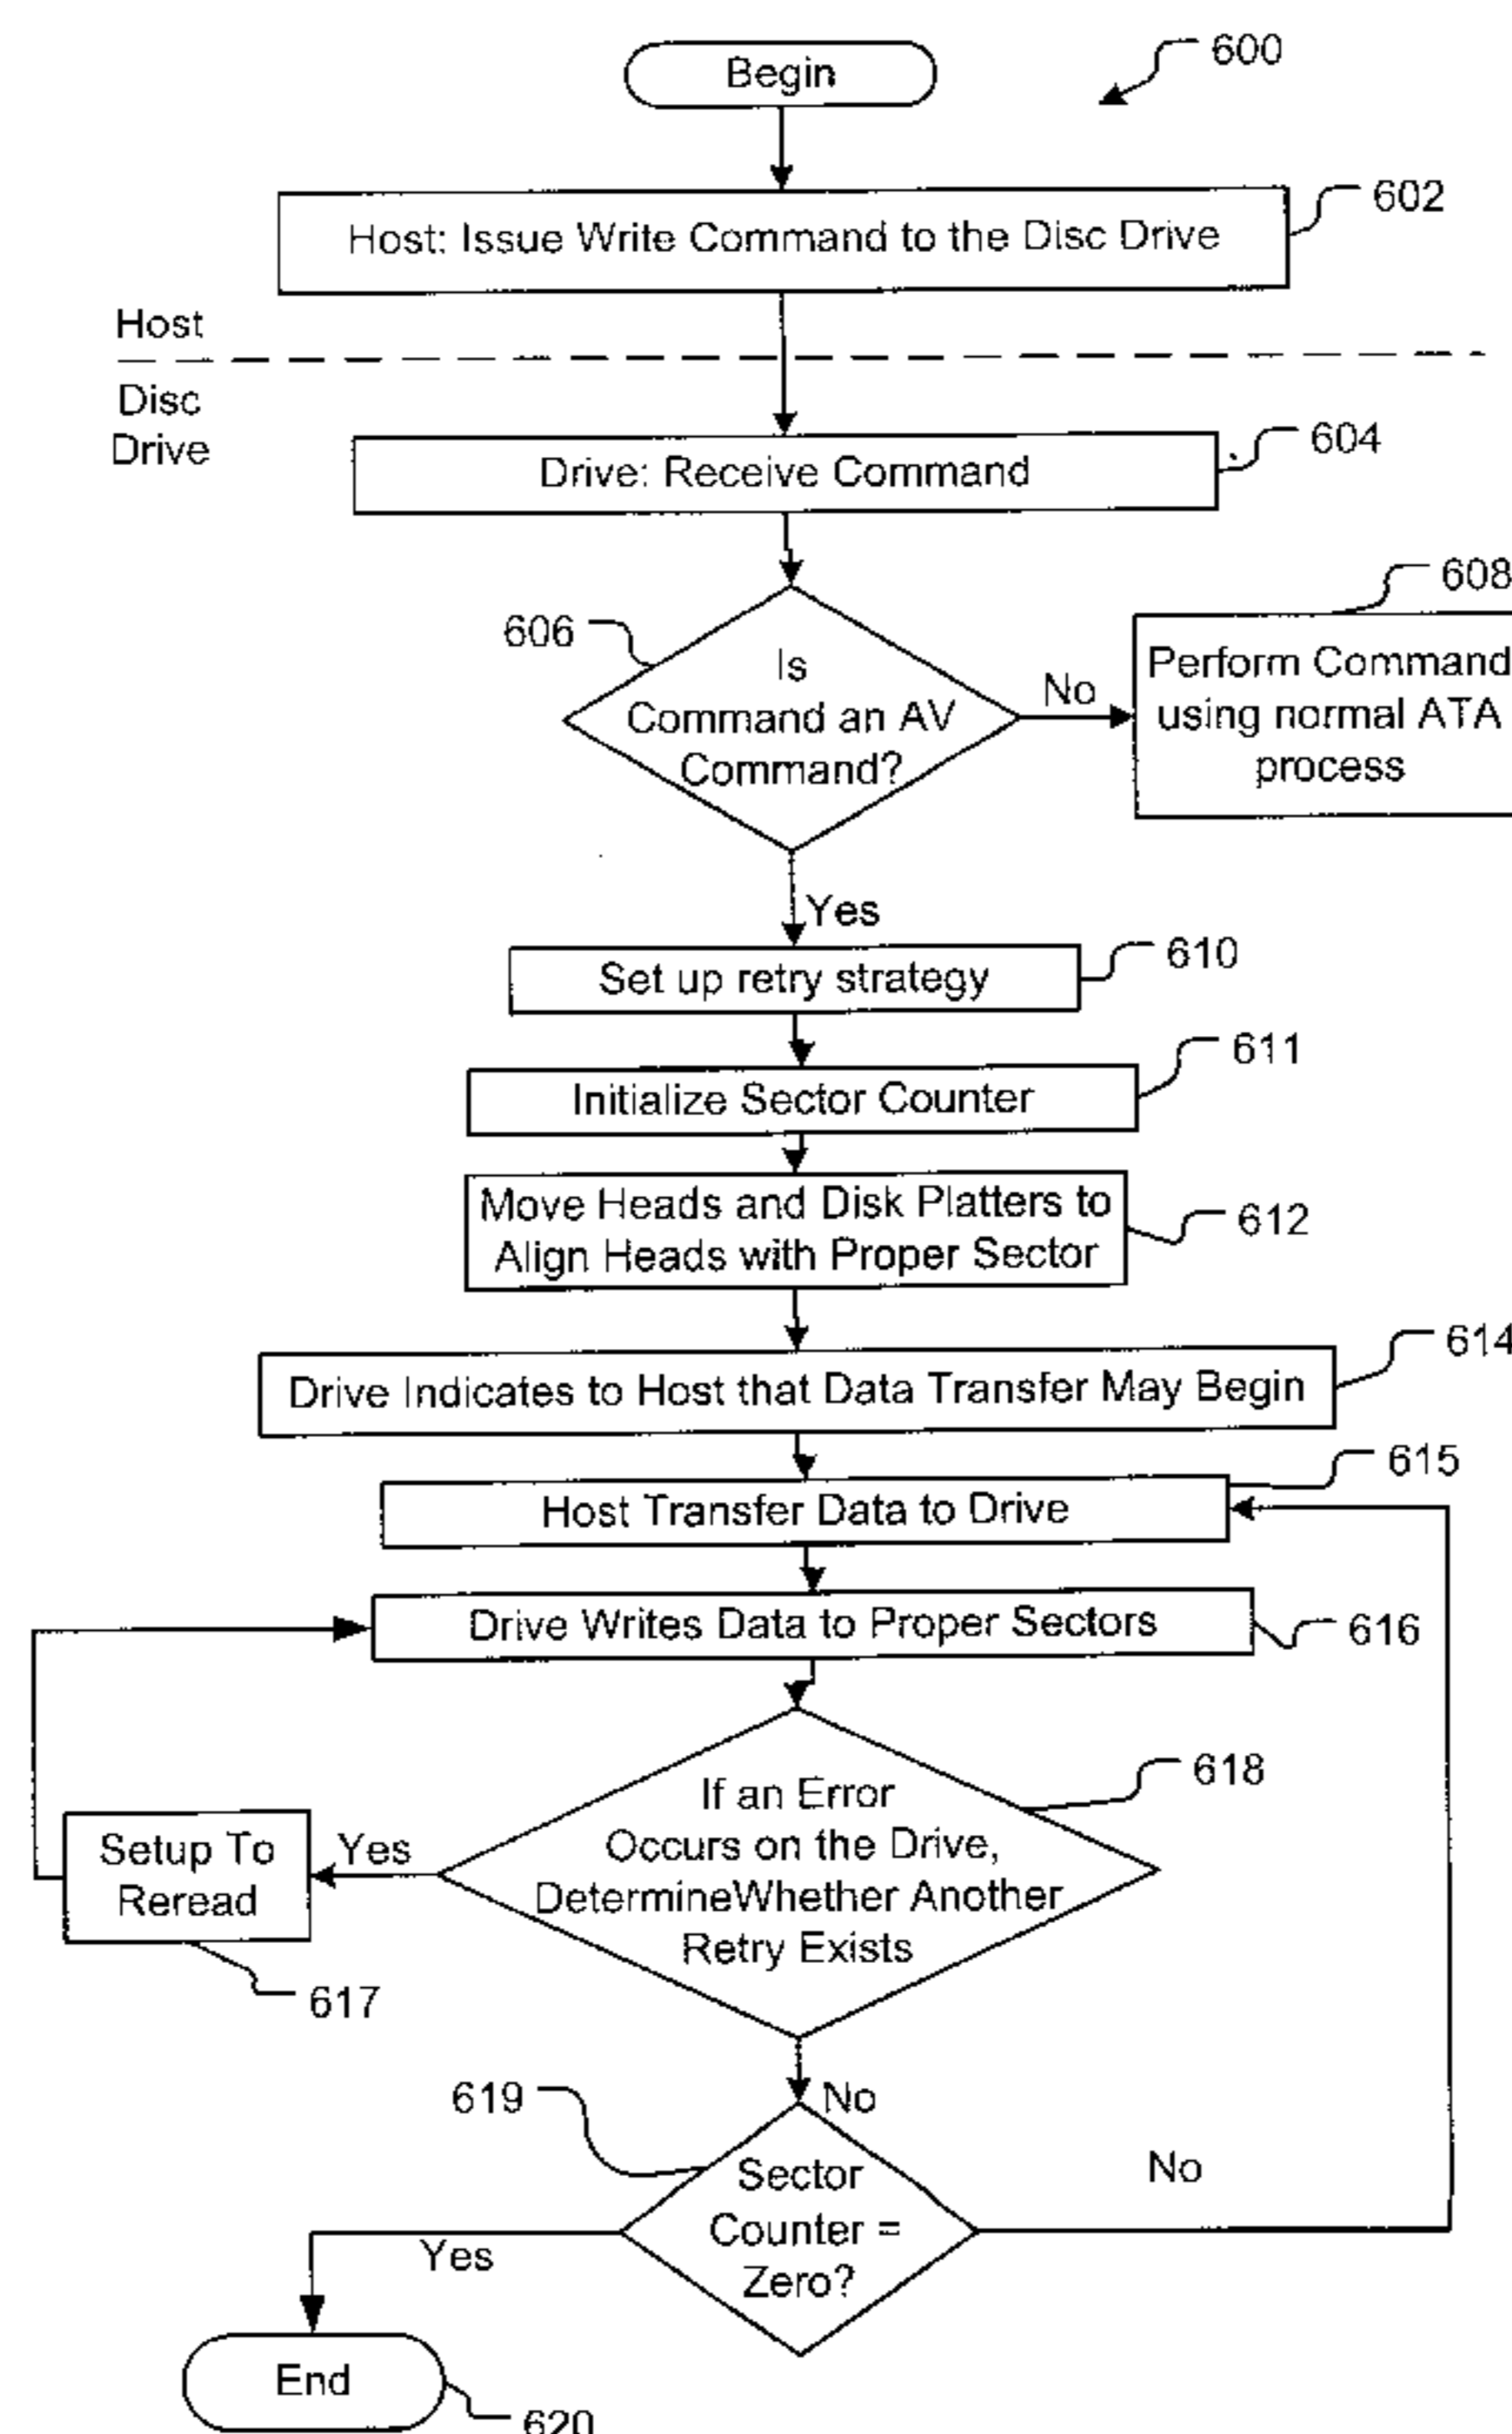 Begin
600
Host: Issue Write Command to the Disc Drive
602
Host
Disc
Drive
Drive: Receive Command
604
606
Is
Command an AV
Command?
No
608
Perform Command
using normal ATA
process
Yes
Set up retry strategy
610
Initialize Sector Counter
611
Move Heads and Disk Platters to
Align Heads with Proper Sector
612
Drive Indicates to Host that Data Transfer May Begin
614
Host Transfer Data to Drive
615
Drive Writes Data to Proper Sectors
616
If an Error
Occurs on the Drive,
DetermineWhether Another
Retry Exists
618
Yes
Setup To
Reread
617
No
619
Sector
Counter =
Zero?
No
Yes
End
620